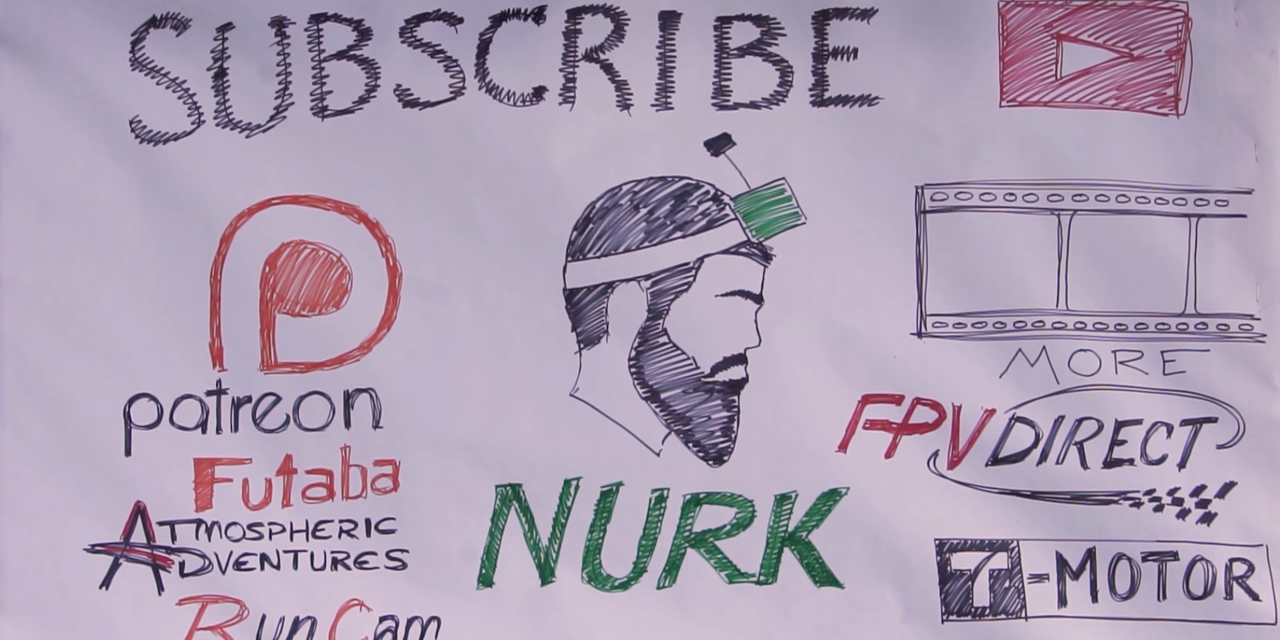 SUBSCRIBE
patreon
Futaba
ATMOSPHERIC
ADVENTURES
RunCam
NURK
MORE
FPVDIRECT
T-MOTOR